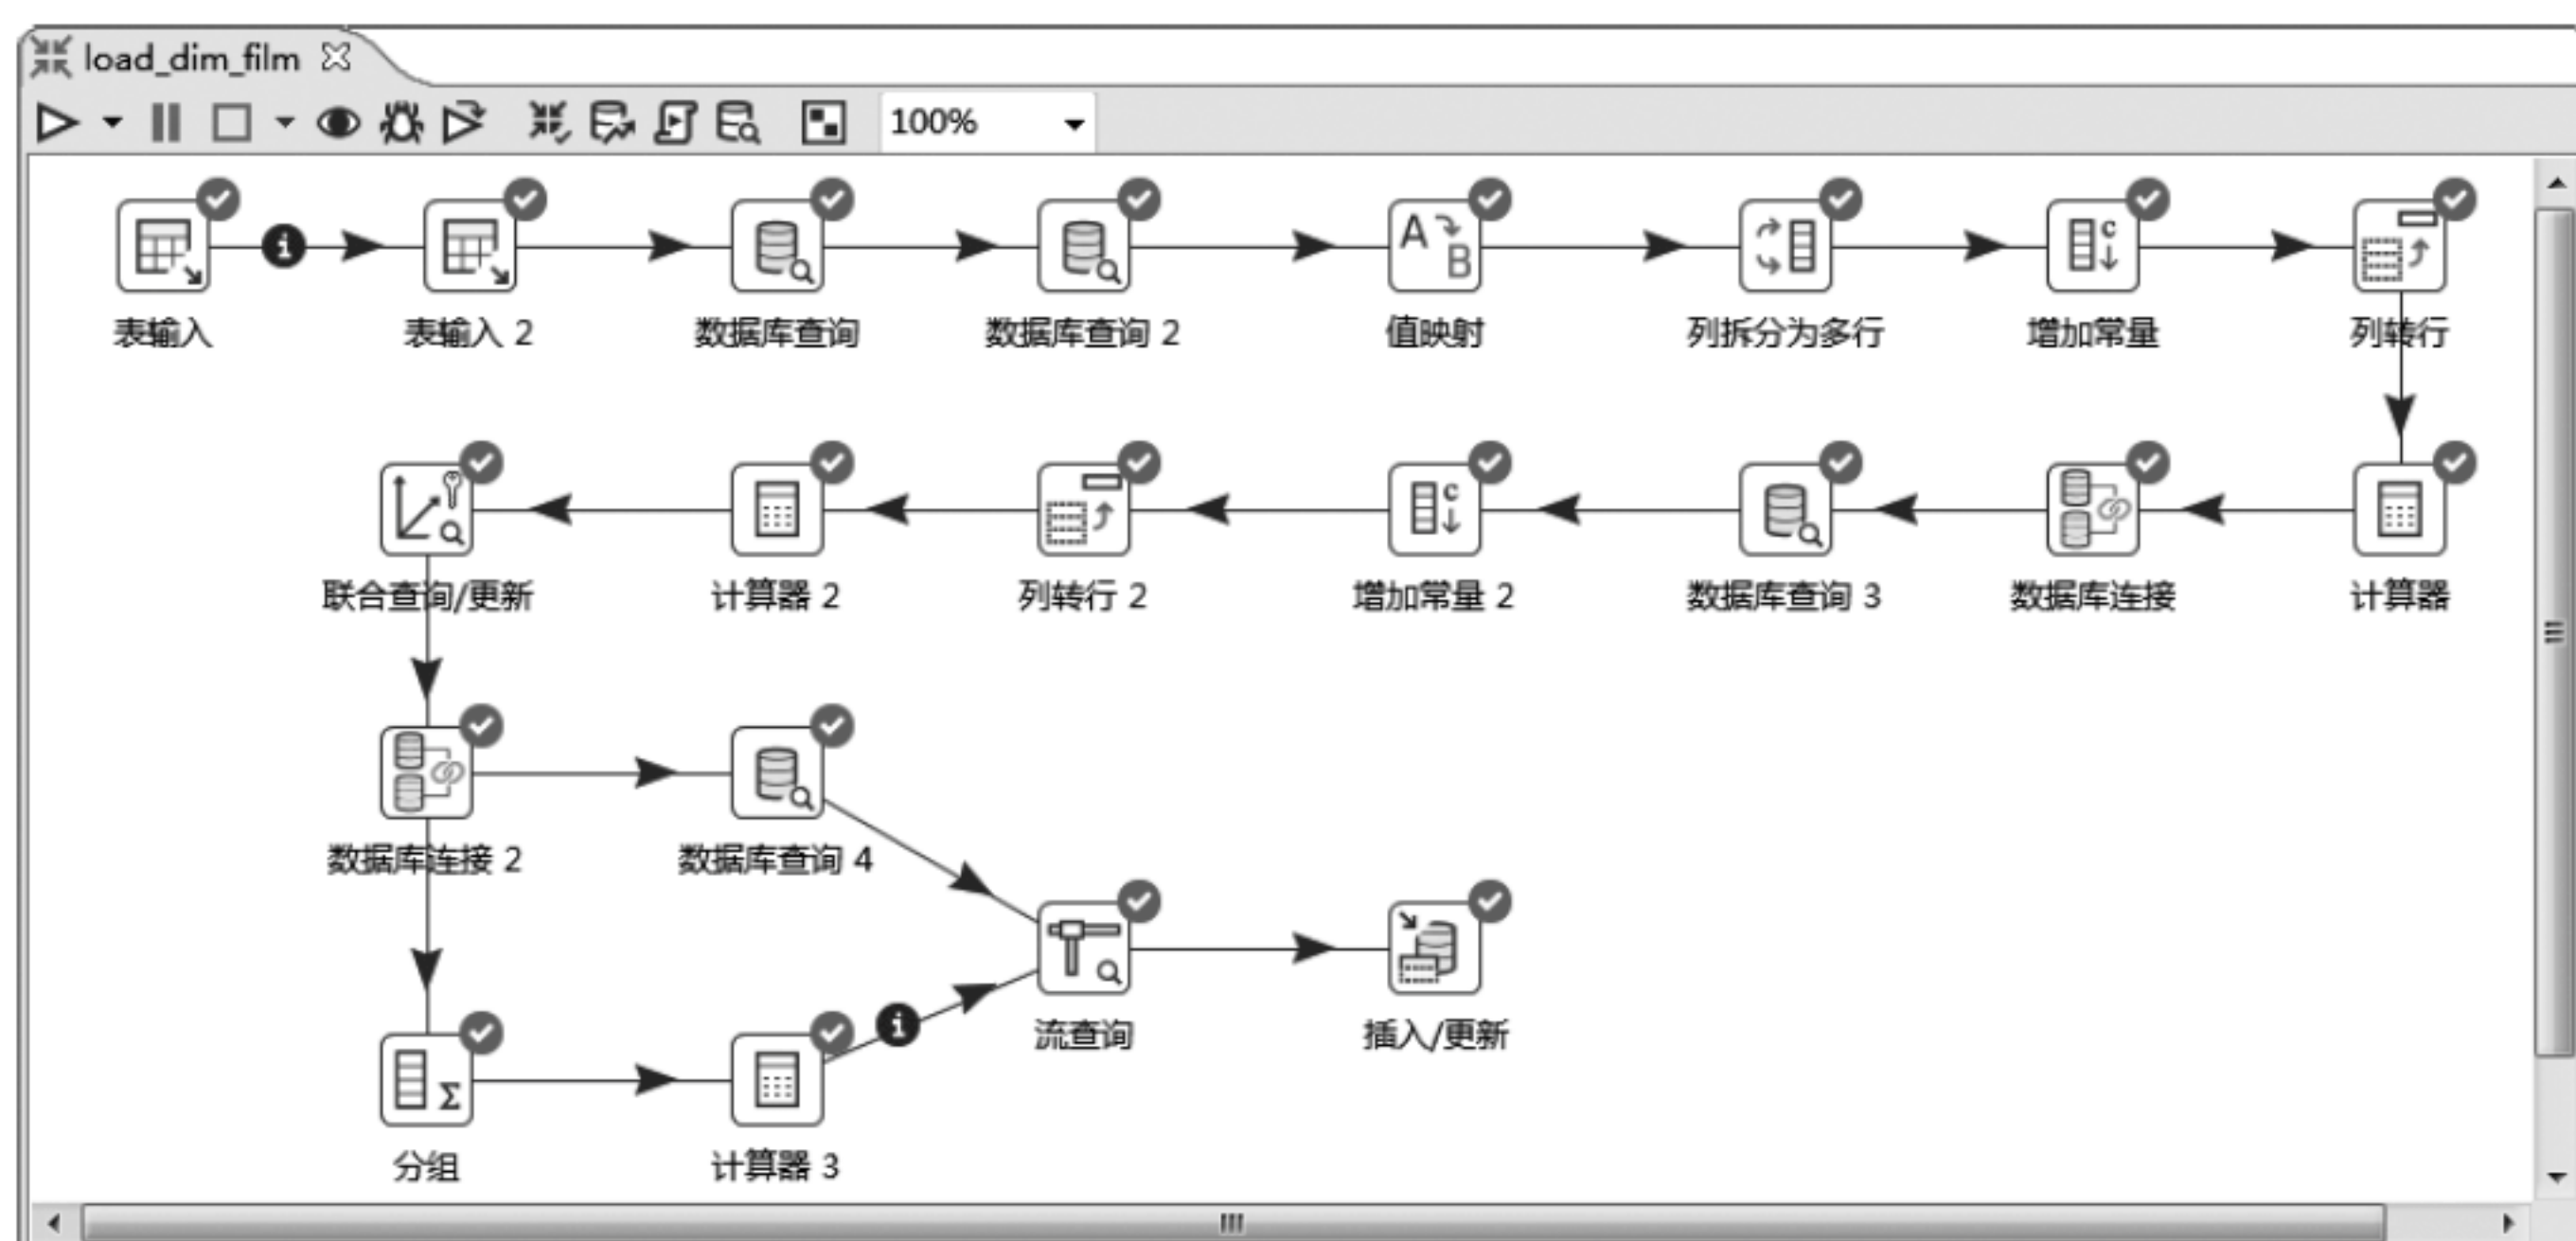 load_dim_film
100%
表输入
表输入 2
数据库查询
数据库查询 2
值映射
列拆分为多行
增加常量
列转行
联合查询/更新
计算器 2
列转行 2
增加常量 2
数据库查询 3
数据库连接
计算器
数据库连接 2
数据库查询 4
流查询
插入/更新
分组
计算器 3